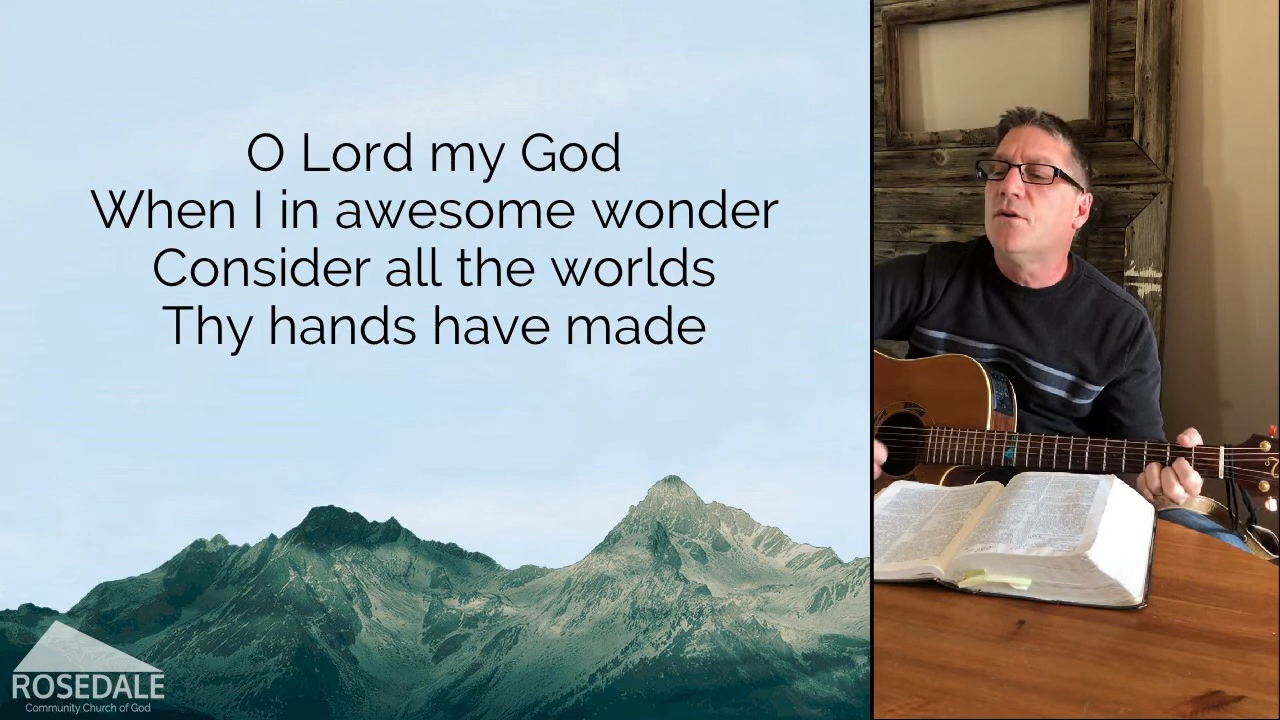 O Lord my God
When I in awesome wonder
Consider all the worlds
Thy hands have made
ROSEDALE
Community Church of God